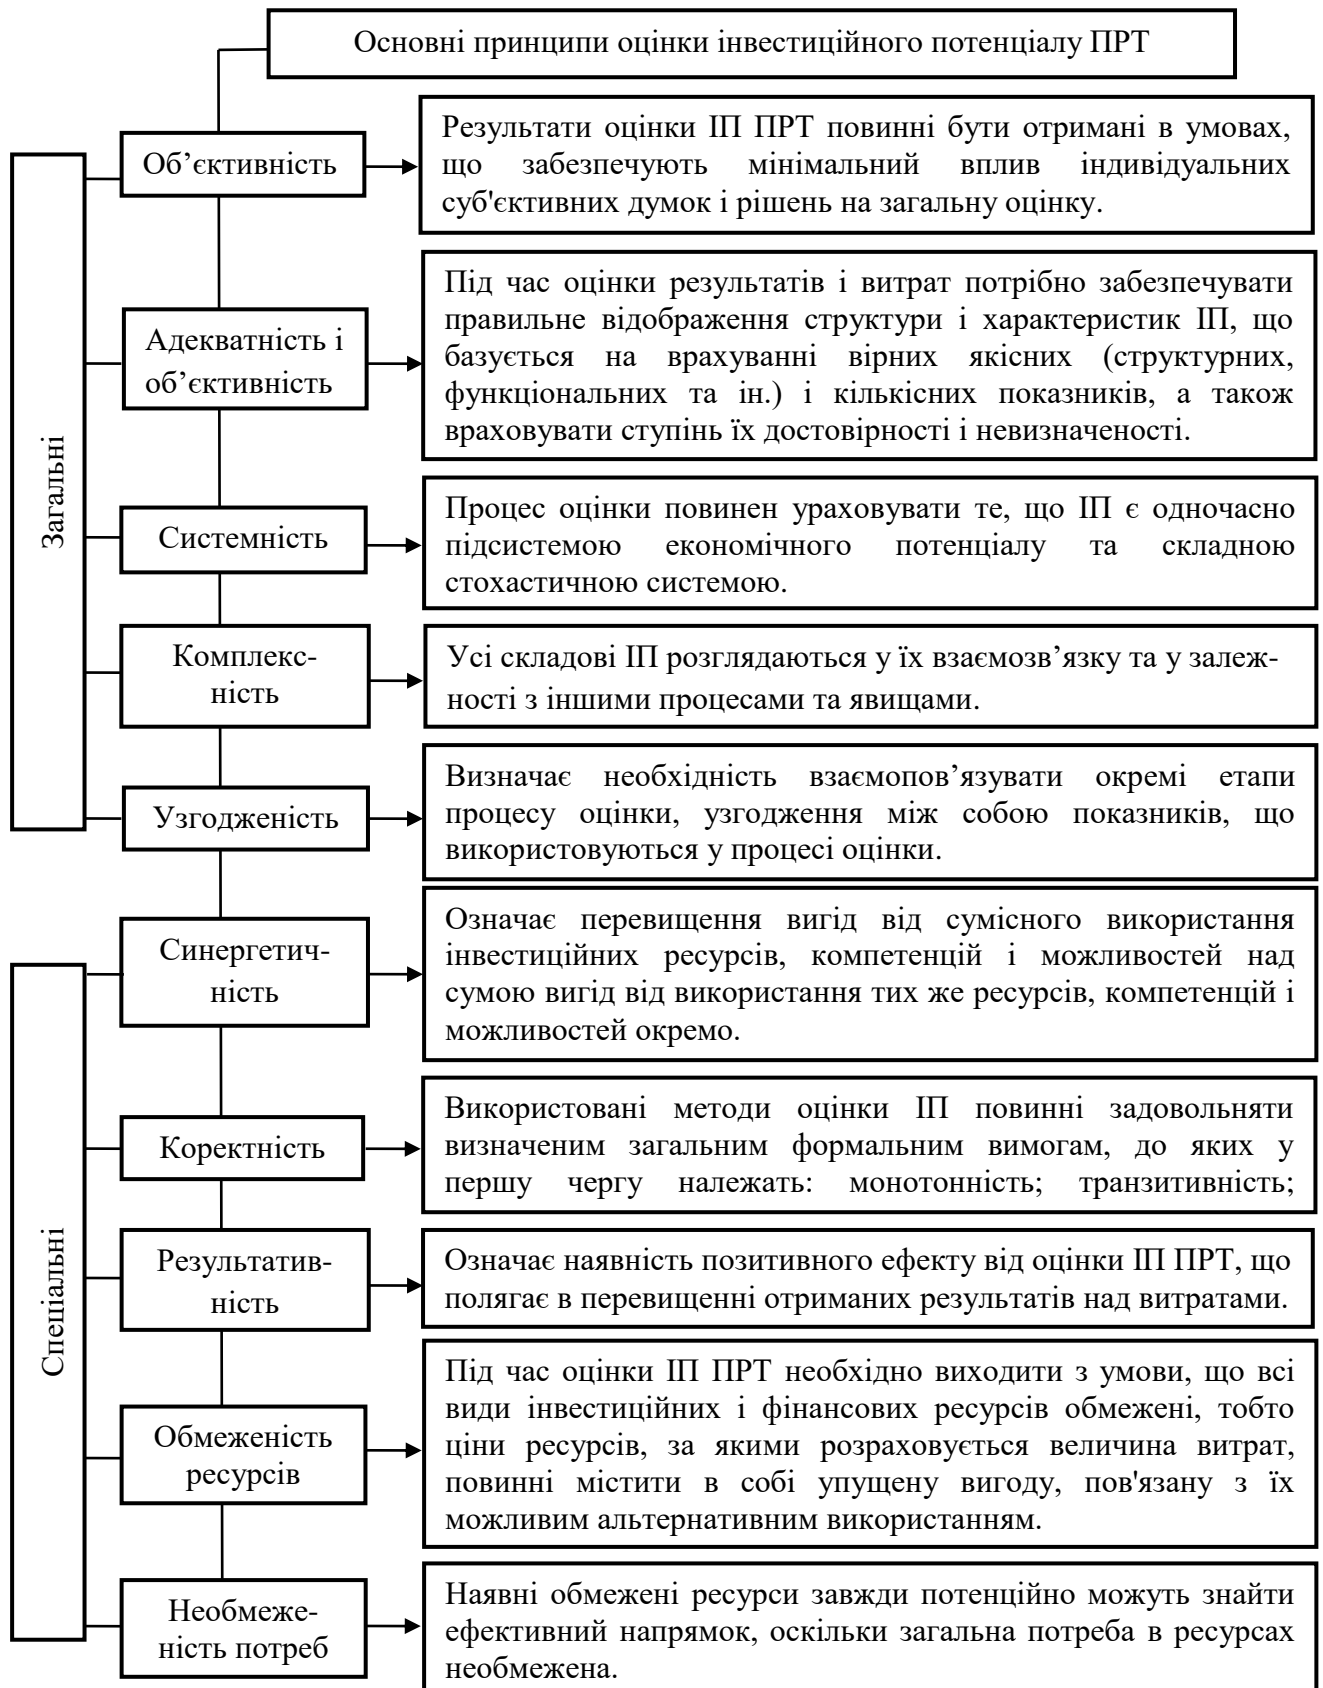 Основні принципи оцінки інвестиційного потенціалу ПРТ
Загальні
Об’єктивність
Результати оцінки ІП ПРТ повинні бути отримані в умовах,
що забезпечують мінімальний вплив індивідуальних
суб'єктивних думок і рішень на загальну оцінку.
Адекватність і
об’єктивність
Під час оцінки результатів і витрат потрібно забезпечувати
правильне відображення структури і характеристик ІП, що
базується на врахуванні вірних якісних (структурних,
функціональних та ін.) і кількісних показників, а також
враховувати ступінь їх достовірності і невизначеності.
Системність
Процес оцінки повинен ураховувати те, що ІП є одночасно
підсистемою економічного потенціалу та складною
стохастичною системою.
Комплекс-
ність
Усі складові ІП розглядаються у їх взаємозв’язку та у залеж-
ності з іншими процесами та явищами.
Узгодженість
Визначає необхідність взаємопов’язувати окремі етапи
процесу оцінки, узгодження між собою показників, що
використовуються у процесі оцінки.
Спеціальні
Синергетич-
ність
Означає перевищення вигід від сумісного використання
інвестиційних ресурсів, компетенцій і можливостей над
сумою вигід від використання тих же ресурсів, компетенцій і
можливостей окремо.
Коректність
Використовані методи оцінки ІП повинні задовольняти
визначеним загальним формальним вимогам, до яких у
першу чергу належать: монотонність; транзитивність;
Результатив-
ність
Означає наявність позитивного ефекту від оцінки ІП ПРТ, що
полягає в перевищенні отриманих результатів над витратами.
Обмеженість
ресурсів
Під час оцінки ІП ПРТ необхідно виходити з умови, що всі
види інвестиційних і фінансових ресурсів обмежені, тобто
ціни ресурсів, за якими розраховується величина витрат,
повинні містити в собі упущену вигоду, пов'язану з їх
можливим альтернативним використанням.
Необмеже-
ність потреб
Наявні обмежені ресурси завжди потенційно можуть знайти
ефективний напрямок, оскільки загальна потреба в ресурсах
необмежена.